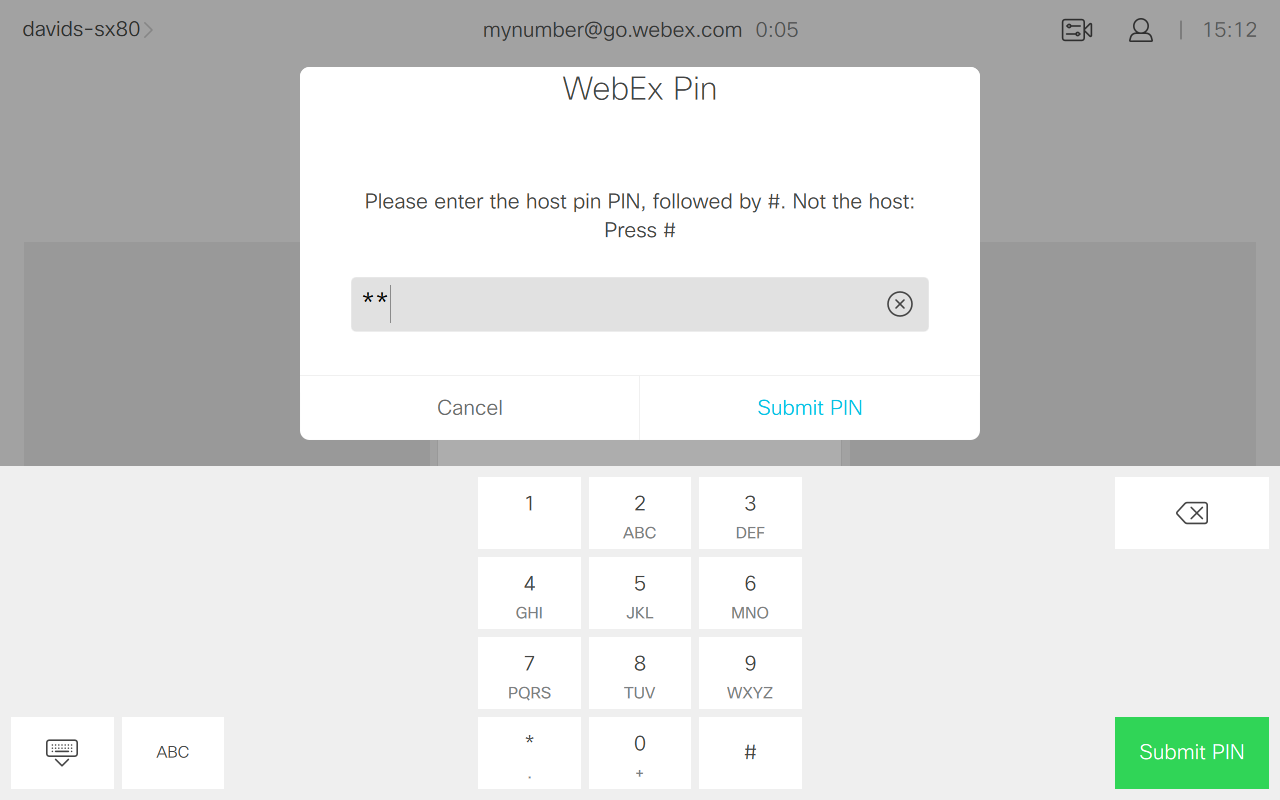 davids-sx80
mynumber@go.webex.com 0:05
15:12
WebEx Pin
Please enter the host pin PIN, followed by #. Not the host:
Press #
**
Cancel
Submit PIN
1
2
ABC
3
DEF
4
GHI
5
JKL
6
MNO
7
PQRS
8
TUV
9
WXYZ
ABC
*
.
0
+
#
Submit PIN